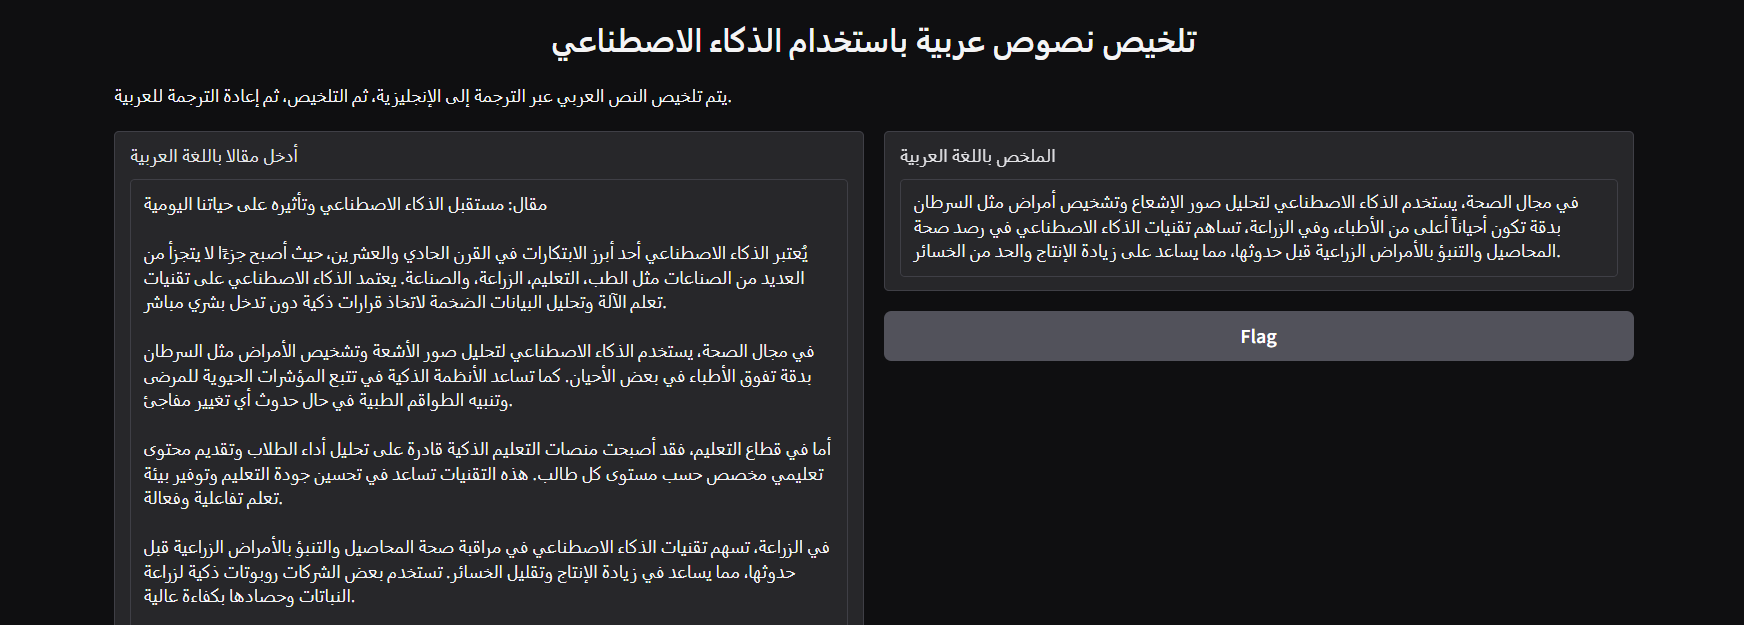 تلخيص نصوص عربية باستخدام الذكاء الاصطناعي
يتم تلخيص النص العربي عبر الترجمة إلى الإنجليزية، ثم التلخيص، ثم إعادة الترجمة للعربية.
أدخل مقالا باللغة العربية
مقال: مستقبل الذكاء الاصطناعي وتأثيره على حياتنا اليومية
يُعتبر الذكاء الاصطناعي أحد أبرز الابتكارات في القرن الحادي والعشرين، حيث أصبح جزءًا لا يتجزأ من
العديد من الصناعات مثل الطب، التعليم، الزراعة، والصناعة. يعتمد الذكاء الاصطناعي على تقنيات
تعلم الآلة وتحليل البيانات الضخمة لاتخاذ قرارات ذكية دون تدخل بشري مباشر.
في مجال الصحة، يستخدم الذكاء الاصطناعي لتحليل صور الأشعة وتشخيص الأمراض مثل السرطان
بدقة تفوق الأطباء في بعض الأحيان. كما تساعد الأنظمة الذكية في تتبع المؤشرات الحيوية للمرضى
وتنبيه الطواقم الطبية في حال حدوث أي تغيير مفاجئ.
أما في قطاع التعليم، فقد أصبحت منصات التعليم الذكية قادرة على تحليل أداء الطلاب وتقديم محتوى
تعليمي مخصص حسب مستوى كل طالب. هذه التقنيات تساعد في تحسين جودة التعليم وتوفير بيئة
تعلم تفاعلية وفعالة.
في الزراعة، تسهم تقنيات الذكاء الاصطناعي في مراقبة صحة المحاصيل والتنبؤ بالأمراض الزراعية قبل
حدوثها، مما يساعد في زيادة الإنتاج وتقليل الخسائر. تستخدم بعض الشركات روبوتات ذكية لزراعة
النباتات وحصادها بكفاءة عالية.
الملخص باللغة العربية
في مجال الصحة، يستخدم الذكاء الاصطناعي لتحليل صور الإشعاع وتشخيص أمراض مثل السرطان
بدقة تكون أحياناً أعلى من الأطباء، وفي الزراعة، تساهم تقنيات الذكاء الاصطناعي في رصد صحة
المحاصيل والتنبؤ بالأمراض الزراعية قبل حدوثها، مما يساعد على زيادة الإنتاج والحد من الخسائر.
Flag